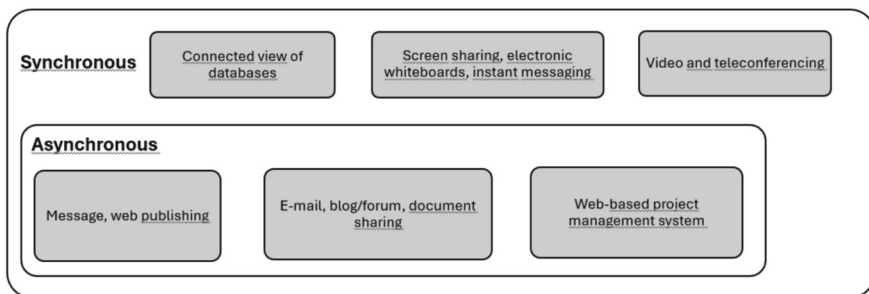 Synchronous
Connected view of
databases
Screen sharing, electronic
whiteboards, instant messaging
Video and teleconferencing
Asynchronous
Message, web publishing
E-mail, blog/forum, document
sharing
Web-based project
management system